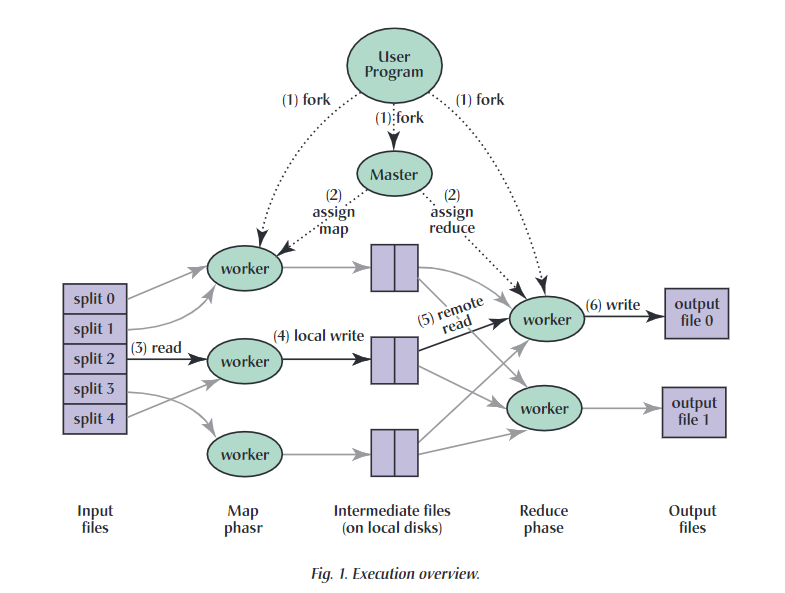 User
Program
(1) fork
(1) fork
(1) fork
Master
(2)
assign
map
(2)
assign
reduce
worker
split 0
split 1
split 2
split 3
split 4
(3) read
worker
(4) local write
worker
(5) remote
read
worker
(6) write
output
file 0
worker
output
file 1
Input
files
Map
phasr
Intermediate files
(on local disks)
Reduce
phase
Output
files
Fig. 1. Execution overview.